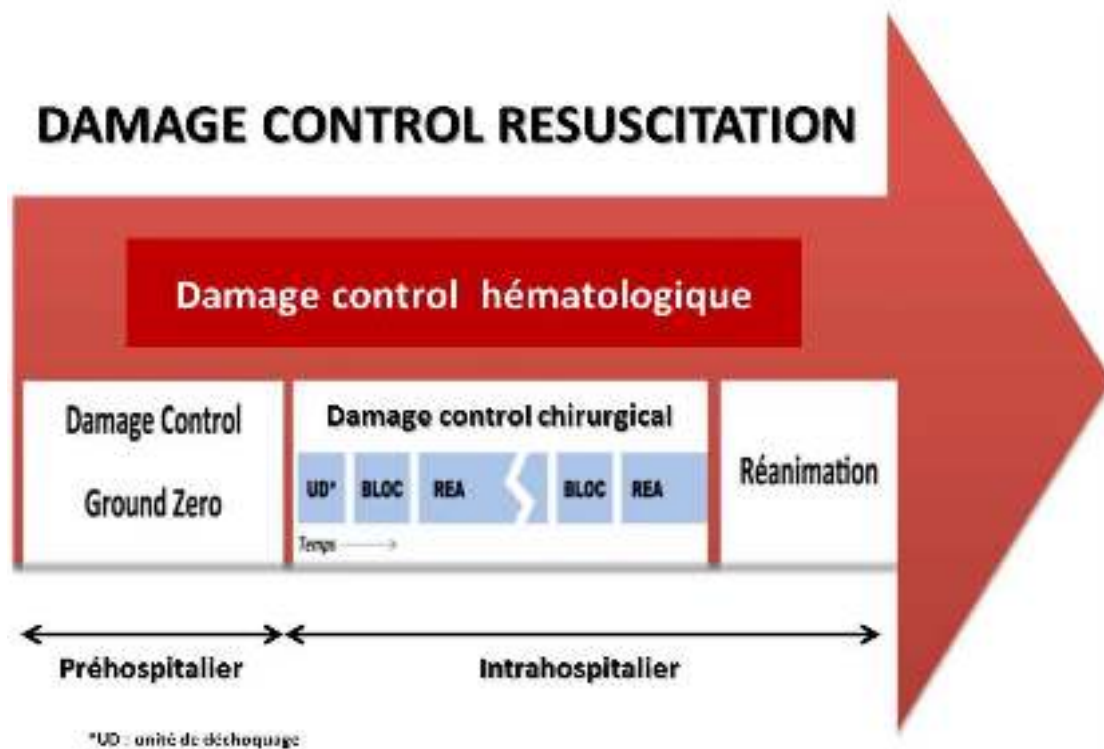 DAMAGE CONTROL RESUSCITATION
Damage control hématologique
Damage Control
Ground Zero
Damage control chirurgical
UD* BLOC REA BLOC REA
Temps
Réanimation
Préhospitalier
Intrahospitalier
*UD : unité de déchoquage